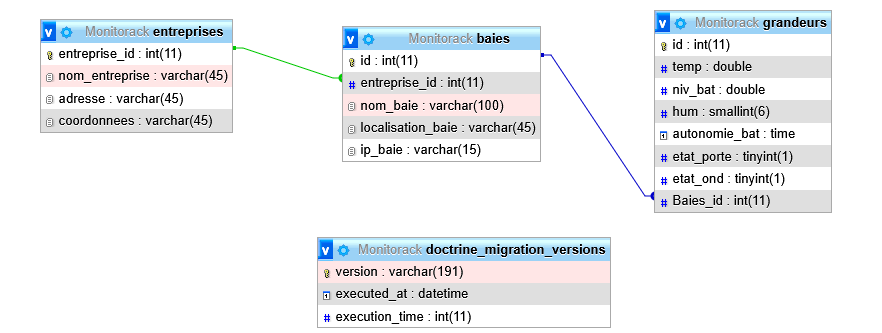 v Monitorack entreprises
entreprise_id : int(11)
nom_entreprise : varchar(45)
adresse : varchar(45)
coordonnees : varchar(45)
v Monitorack baies
id : int(11)
# entreprise_id : int(11)
nom_baie : varchar(100)
localisation_baie : varchar(45)
ip_baie : varchar(15)
v Monitorack grandeurs
id : int(11)
# temp : double
# niv_bat : double
# hum : smallint(6)
autonomie_bat : time
# etat_porte : tinyint(1)
# etat_ond : tinyint(1)
# Baies_id : int(11)
v Monitorack doctrine_migration_versions
version : varchar(191)
executed_at : datetime
# execution_time : int(11)